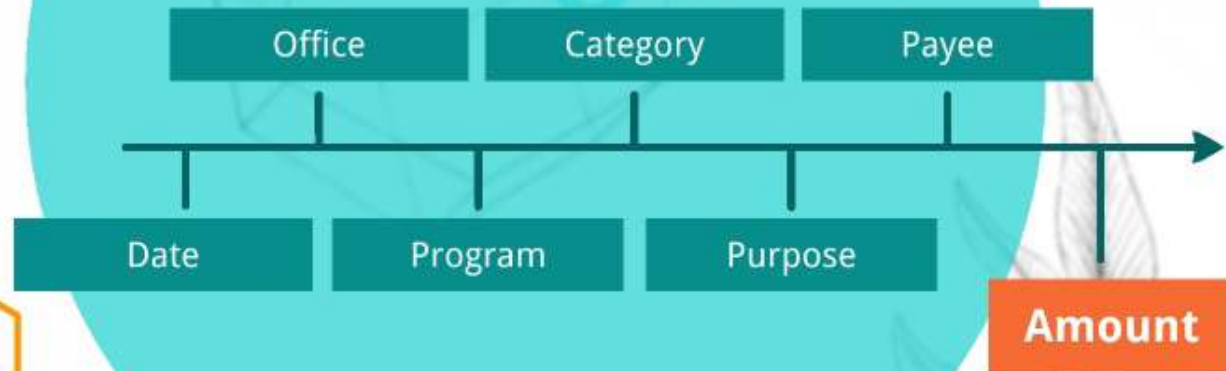 Office
Category
Payee
Date
Program
Purpose
Amount